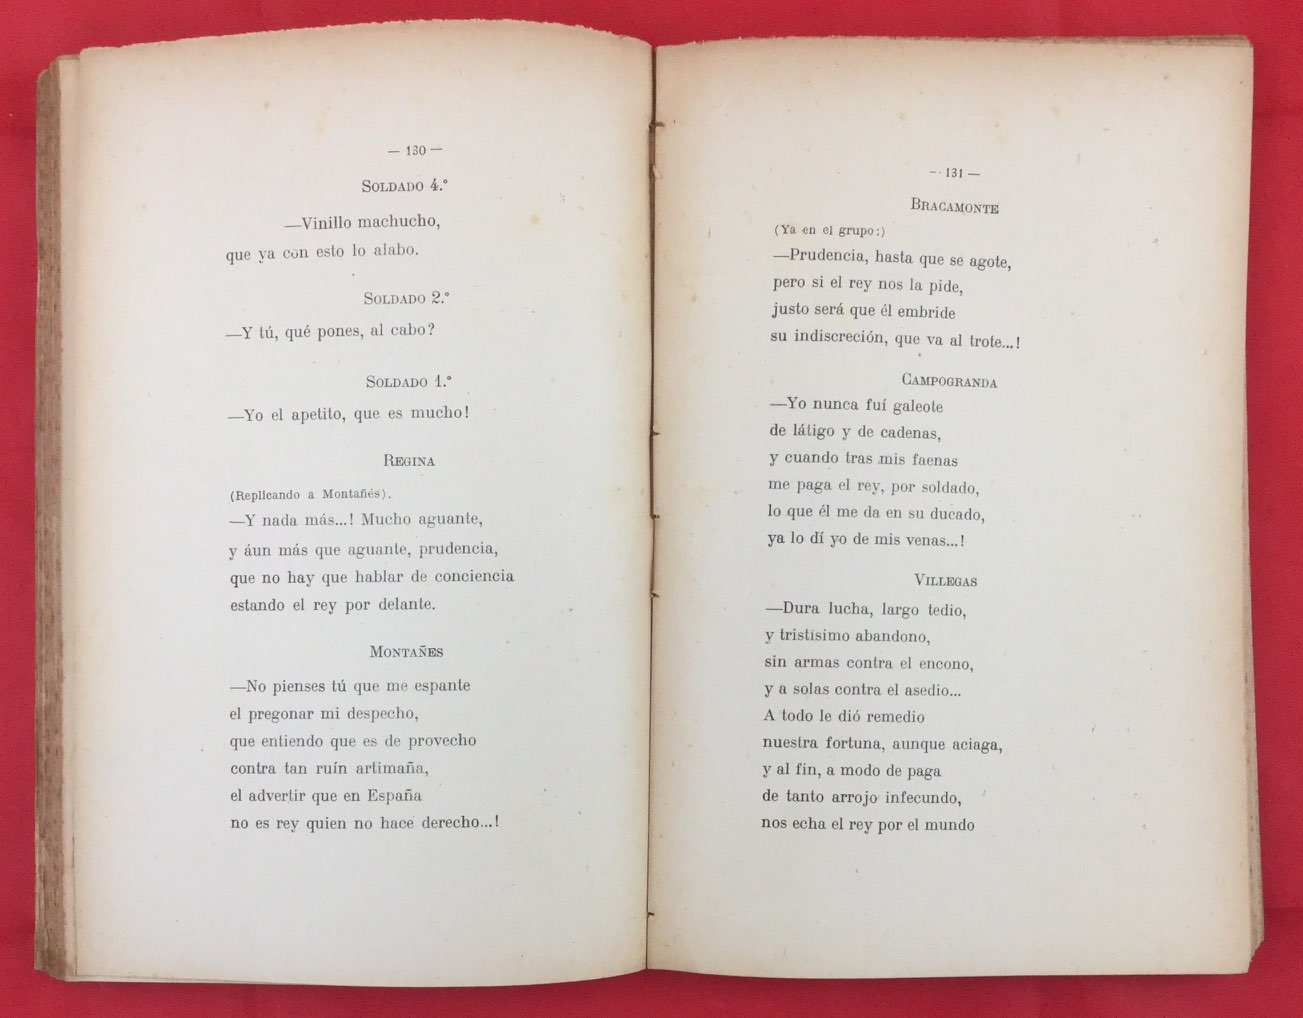 — 130 —
Soldado 4.º
—Vinillo machucho,
que ya con esto lo alabo.
Soldado 2.º
—Y tú, qué pones, al cabo?
Soldado 1.º
—Yo el apetito, que es mucho!
Regina
(Replicando a Montañés).
—Y nada más...! Mucho aguante,
y áun más que aguante, prudencia,
que no hay que hablar de conciencia
estando el rey por delante.
Montañes
—No pienses tú que me espante
el pregonar mi despecho,
que entiendo que es de provecho
contra tan ruín artimaña,
el advertir que en España
no es rey quien no hace derecho...!
— 131 —
Bracamonte
(Ya en el grupo:)
—Prudencia, hasta que se agote,
pero si el rey nos la pide,
justo será que él embride
su indiscreción, que va al trote...!
Campogranda
—Yo nunca fuí galeote
de látigo y de cadenas,
y cuando tras mis faenas
me paga el rey, por soldado,
lo que él me da en su ducado,
ya lo dí yo de mis venas...!
Villegas
—Dura lucha, largo tedio,
y tristisimo abandono,
sin armas contra el encono,
y a solas contra el asedio...
A todo le dió remedio
nuestra fortuna, aunque aciaga,
y al fin, a modo de paga
de tanto arrojo infecundo,
nos echa el rey por el mundo